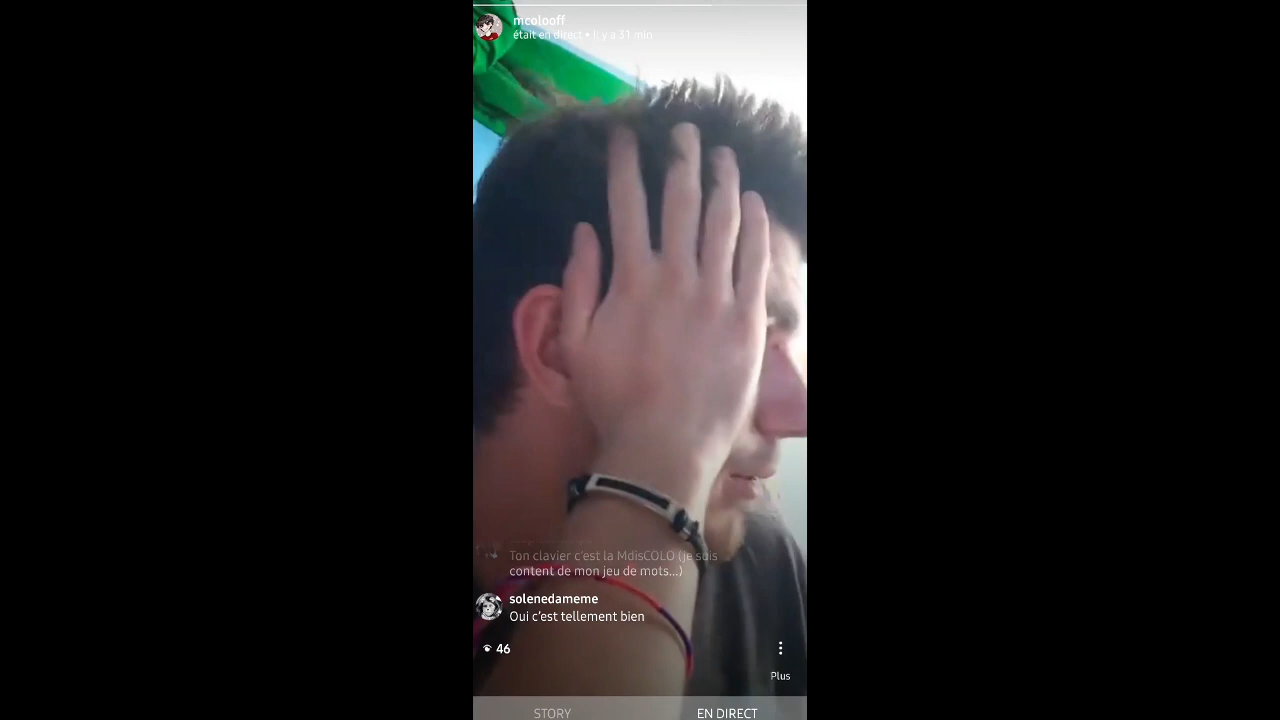 mcolooff
était en direct • Il y a 31 min
Ton clavier c'est la MdisCOLO (je suis
content de mon jeu de mots...)
solenedameme
Oui c'est tellement bien
46
Plus
STORY
EN DIRECT